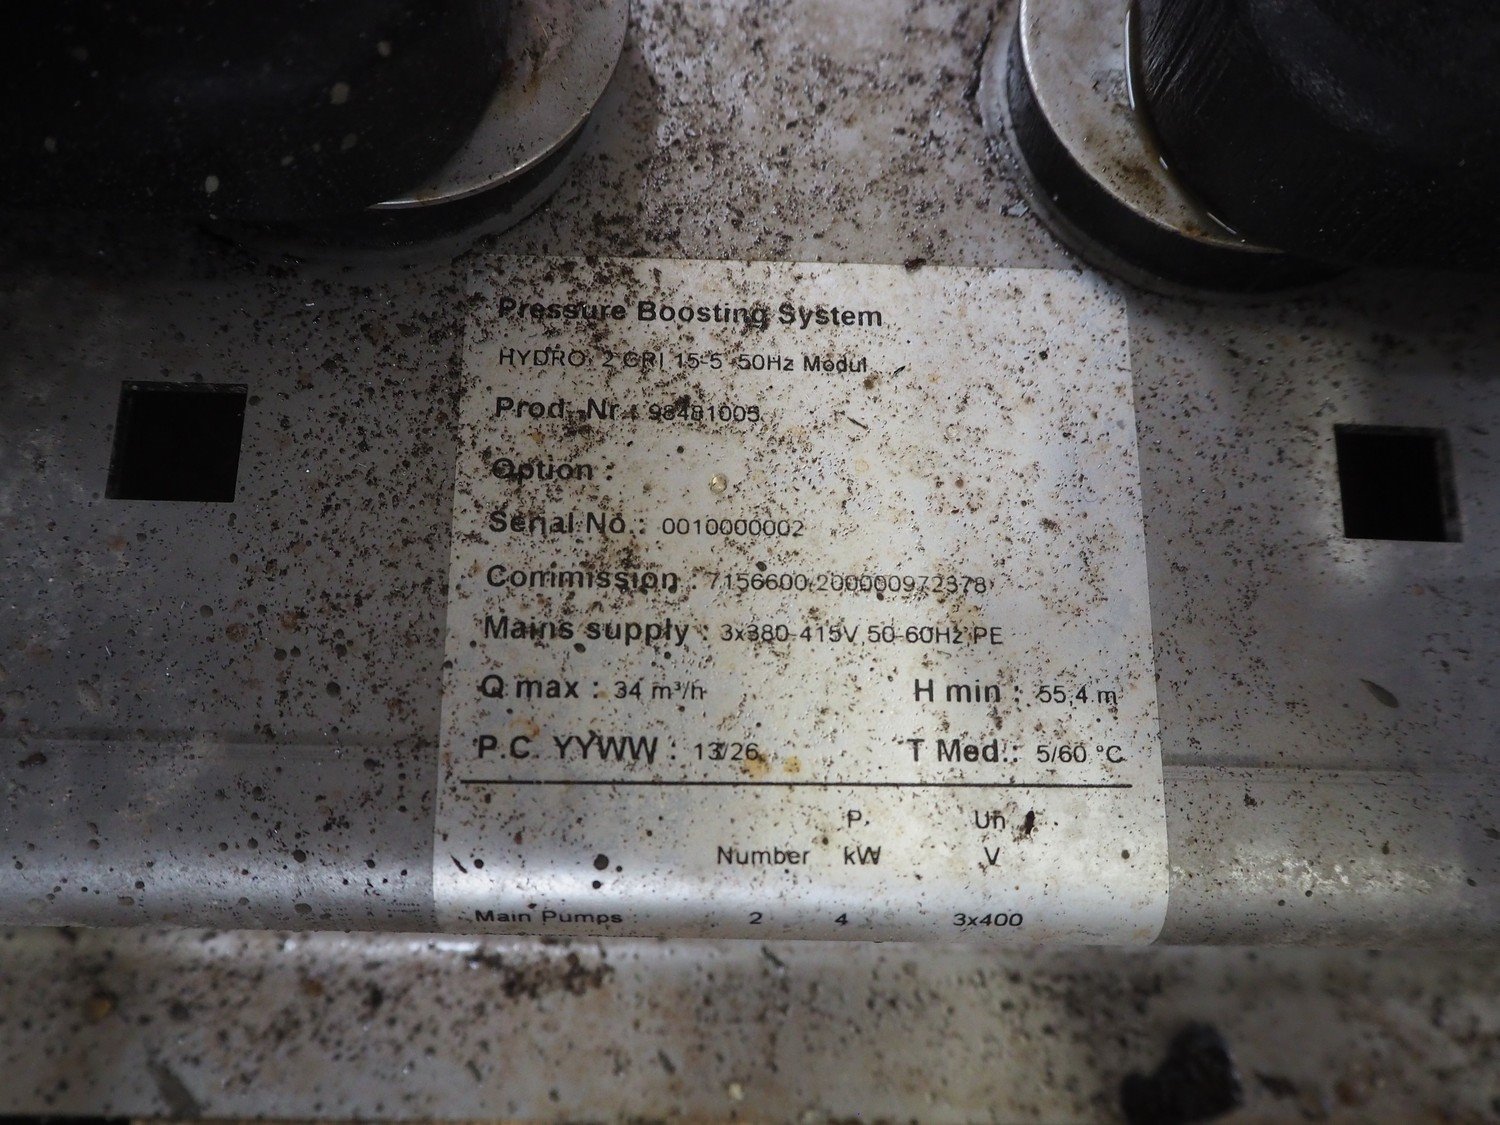 Pressure Boosting System
HYDRO 2 CRI 15-5 50Hz Modul
Prod.-Nr.: 98481005
Option :
Serial No.: 0010000002
Commission : 7156600/200000972378
Mains supply : 3x380-415V 50-60Hz PE
Q max : 34 m³/h H min : 55,4 m
P.C. YYWW : 13/26 T Med.: 5/60 °C
P Un
Number kW V
Main Pumps : 2 4 3x400